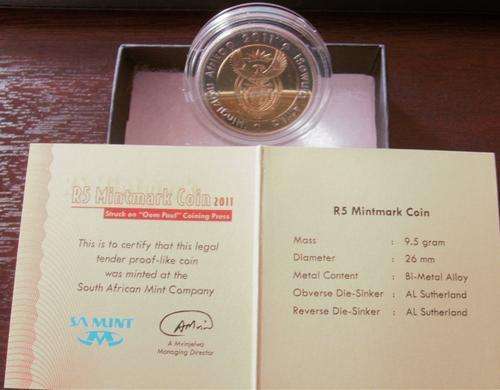 R5 Mintmark Coin 2011
Struck on "Oom Paul" Coining Press
This is to certify that this legal
tender proof-like coin
was minted at the
South African Mint Company
SA MINT
A Mxinjelwa
Managing Director
R5 Mintmark Coin
Mass : 9.5 gram
Diameter : 26 mm
Metal Content : Bi-Metal Alloy
Obverse Die-Sinker : AL Sutherland
Reverse Die-Sinker : AL Sutherland